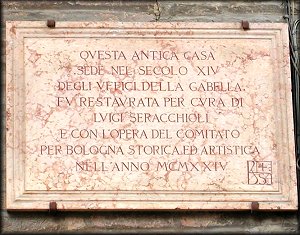 QVESTA ANTICA CASA
SEDE NEL SECOLO XIV
DEGLI VFFICI DELLA GABELLA
FV RESTAVRATA PER CVRA DI
LVIGI SERACCHIOLI
E CON L'OPERA DEL COMITATO
PER BOLOGNA STORICA ED ARTISTICA
NELL'ANNO MCMXXIV